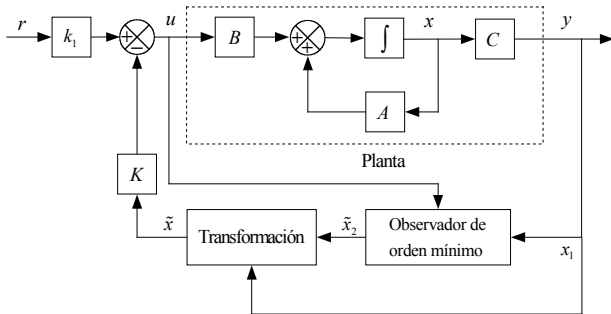 r
k₁
+
−
u
B
+
+
∫
x
C
y
A
Planta
K
x̃
Transformación
x̃₂
Observador de
orden mínimo
x₁